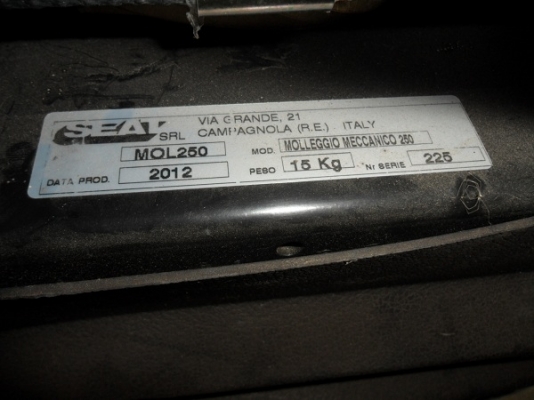 SEAT SRL VIA GRANDE, 21
CAMPAGNOLA (R.E.) ITALY
MOL250 MOD. MOLLEGGIO MECCANICO 250
DATA PROD. 2012 PESO 15 Kg Nr SERIE 225